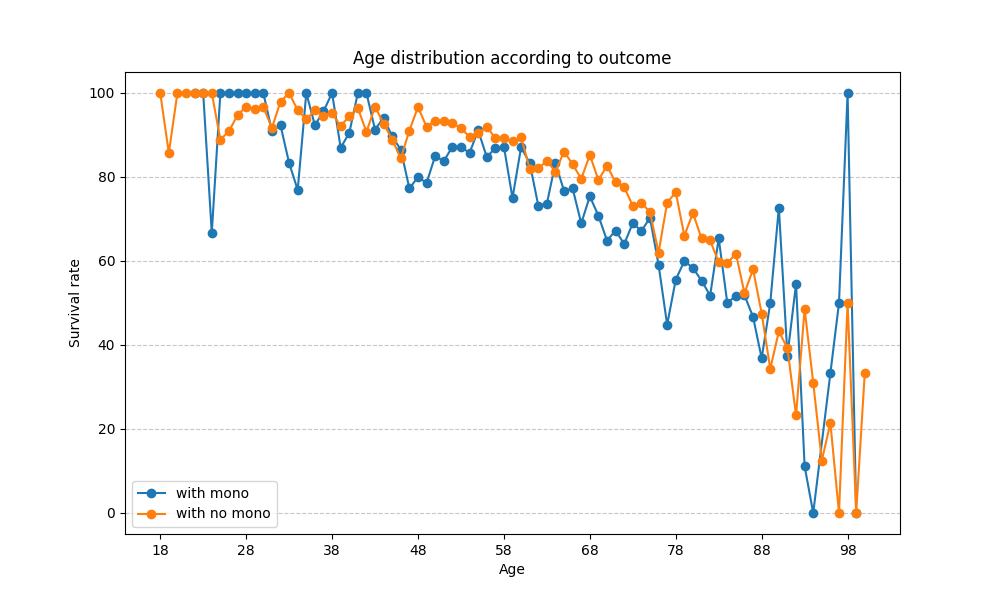 Age distribution according to outcome
100
80
60
40
20
0
Survival rate
with mono
with no mono
18 28 38 48 58 68 78 88 98
Age